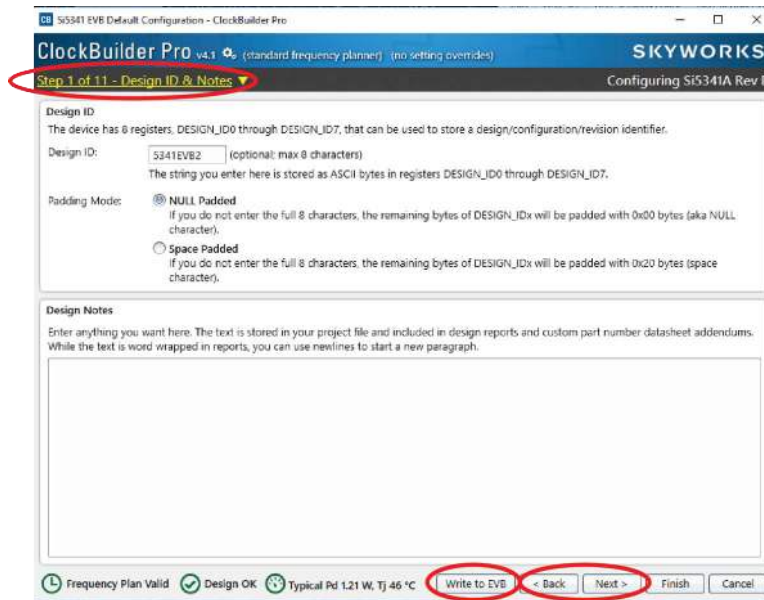 CB Si5341 EVB Default Configuration - ClockBuilder Pro
ClockBuilder Pro v4.1 (standard frequency planner) (no setting overrides) SKYWORKS
Step 1 of 11 - Design ID & Notes ▼ Configuring Si5341A Rev
Design ID
The device has 8 registers, DESIGN_ID0 through DESIGN_ID7, that can be used to store a design/configuration/revision identifier.
Design ID: 5341EVB2 (optional; max 8 characters)
The string you enter here is stored as ASCII bytes in registers DESIGN_ID0 through DESIGN_ID7.
Padding Mode: NULL Padded
If you do not enter the full 8 characters, the remaining bytes of DESIGN_IDx will be padded with 0x00 bytes (aka NULL
character).
Space Padded
If you do not enter the full 8 characters, the remaining bytes of DESIGN_IDx will be padded with 0x20 bytes (space
character).
Design Notes
Enter anything you want here. The text is stored in your project file and included in design reports and custom part number datasheet addendums.
While the text is word wrapped in reports, you can use newlines to start a new paragraph.
Frequency Plan Valid Design OK Typical Pd 1.21 W, Tj 46 °C Write to EVB < Back Next > Finish Cancel